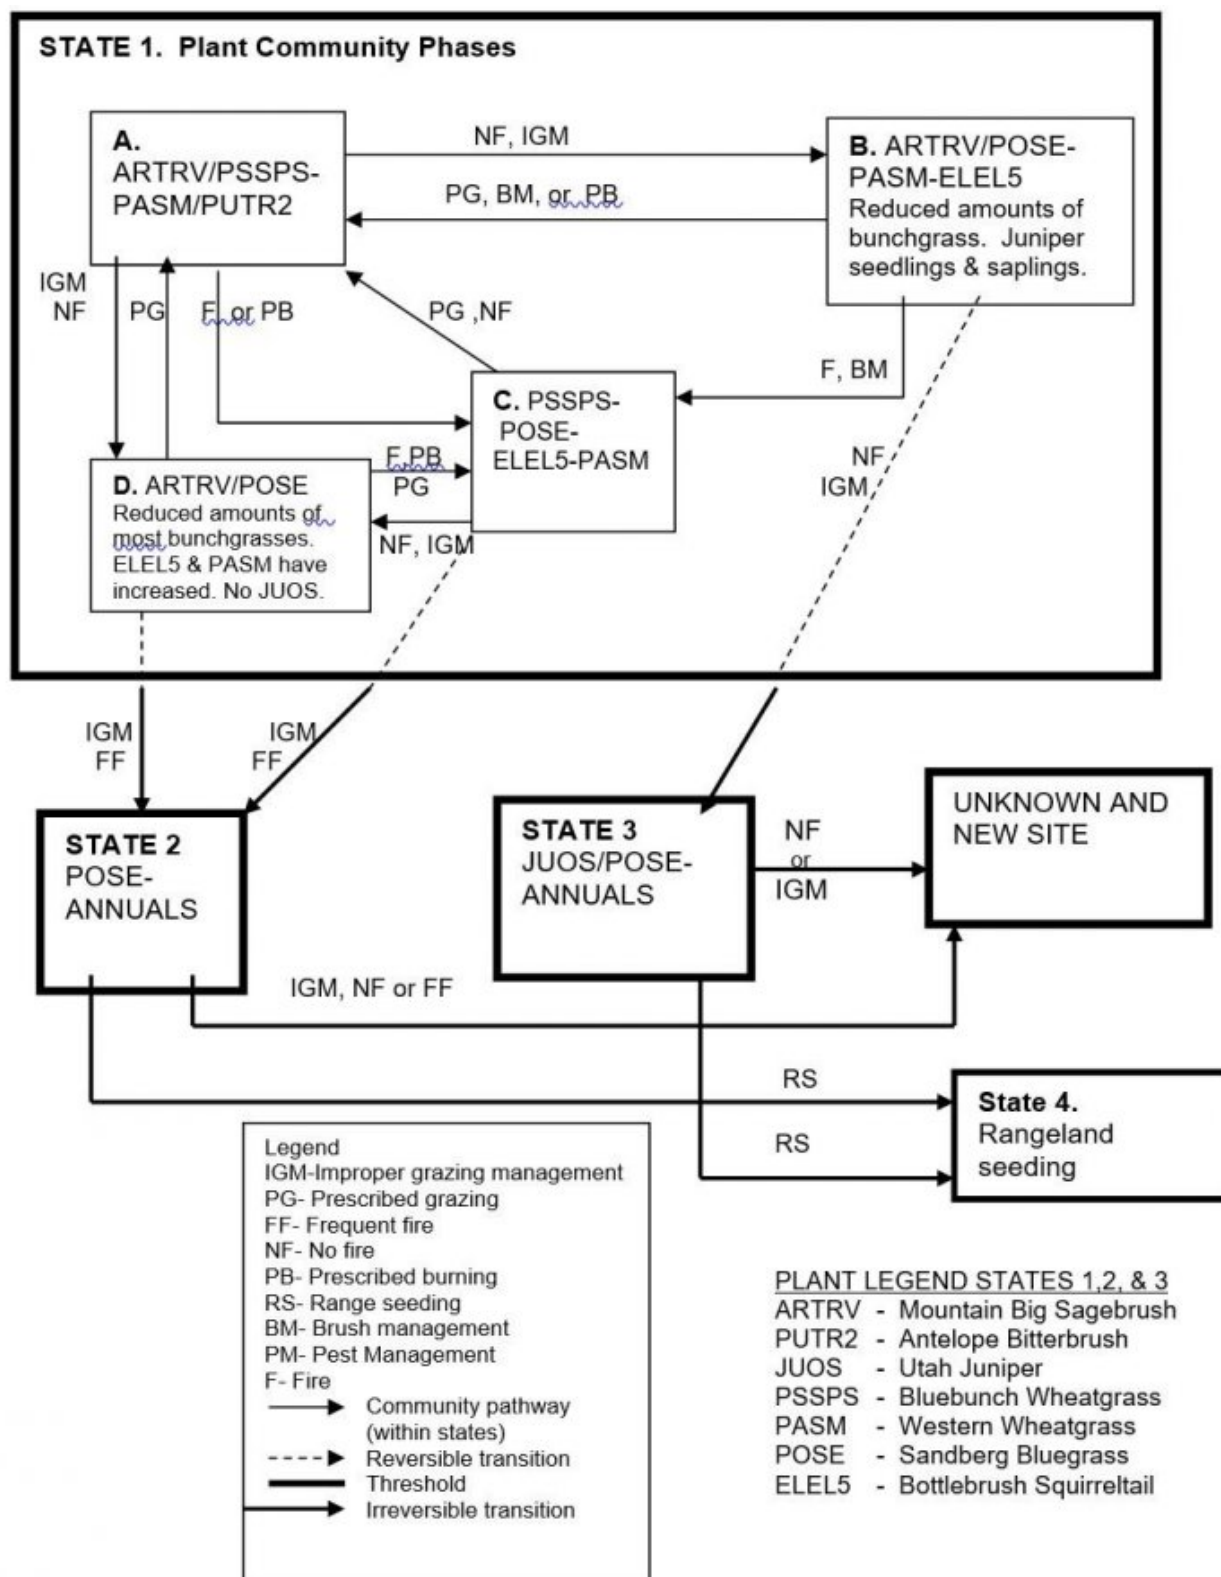 STATE 1.  Plant Community Phases
A.
ARTRV/PSSPS-
PASM/PUTR2
NF, IGM
PG, BM, or PB
B. ARTRV/POSE-
PASM-ELEL5
Reduced amounts of
bunchgrass. Juniper
seedlings & saplings.
IGM
NF
PG
F or PB
PG ,NF
F, BM
C. PSSPS-
POSE-
ELEL5-PASM
NF
IGM
F,PB
PG
NF, IGM
D. ARTRV/POSE
Reduced amounts of
most bunchgrasses.
ELEL5 & PASM have
increased. No JUOS.
IGM
FF
IGM
FF
STATE 2
POSE-
ANNUALS
STATE 3
JUOS/POSE-
ANNUALS
NF
or
IGM
UNKNOWN AND
NEW SITE
IGM, NF or FF
RS
RS
State 4.
Rangeland
seeding
Legend
IGM-Improper grazing management
PG- Prescribed grazing
FF- Frequent fire
NF- No fire
PB- Prescribed burning
RS- Range seeding
BM- Brush management
PM- Pest Management
F- Fire
Community pathway
(within states)
Reversible transition
Threshold
Irreversible transition
PLANT LEGEND STATES 1,2, & 3
ARTRV - Mountain Big Sagebrush
PUTR2 - Antelope Bitterbrush
JUOS - Utah Juniper
PSSPS - Bluebunch Wheatgrass
PASM - Western Wheatgrass
POSE - Sandberg Bluegrass
ELEL5 - Bottlebrush Squirreltail